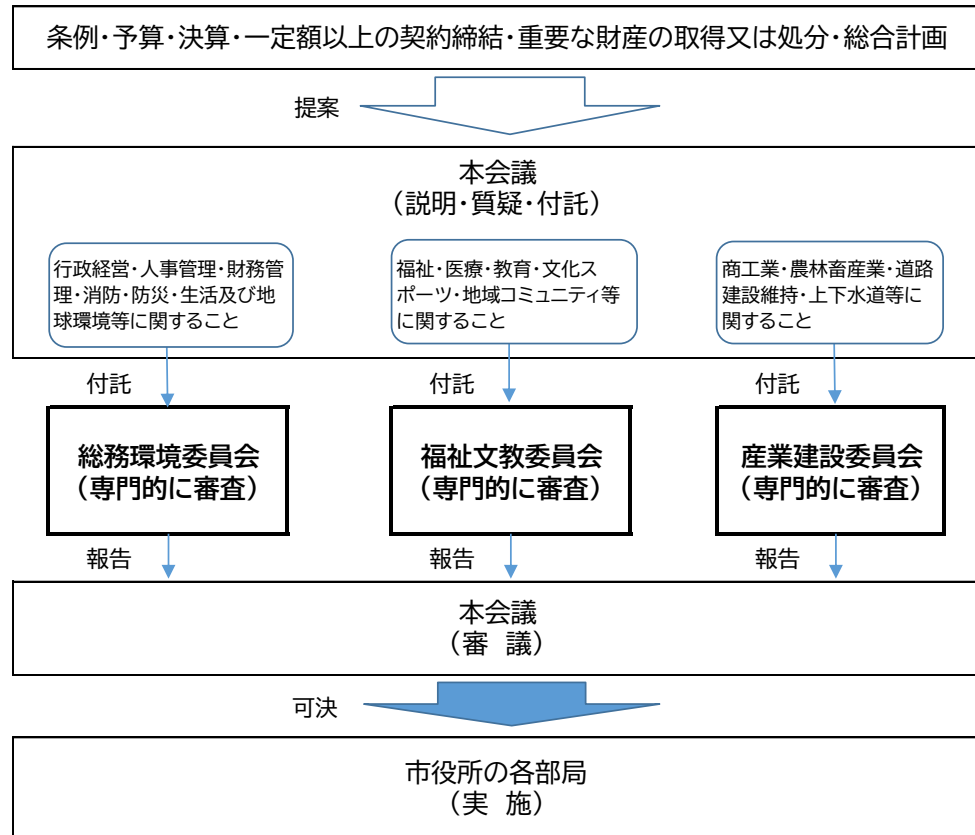 条例・予算・決算・一定額以上の契約締結・重要な財産の取得又は処分・総合計画
提案
本会議
（説明・質疑・付託）
行政経営・人事管理・財務管
理・消防・防災・生活及び地
球環境等に関すること
福祉・医療・教育・文化ス
ポーツ・地域コミュニティ等
に関すること
商工業・農林畜産業・道路
建設維持・上下水道等に
関すること
付託
付託
付託
総務環境委員会
（専門的に審査）
福祉文教委員会
（専門的に審査）
産業建設委員会
（専門的に審査）
報告
報告
報告
本会議
（審 議）
可決
市役所の各部局
（実 施）